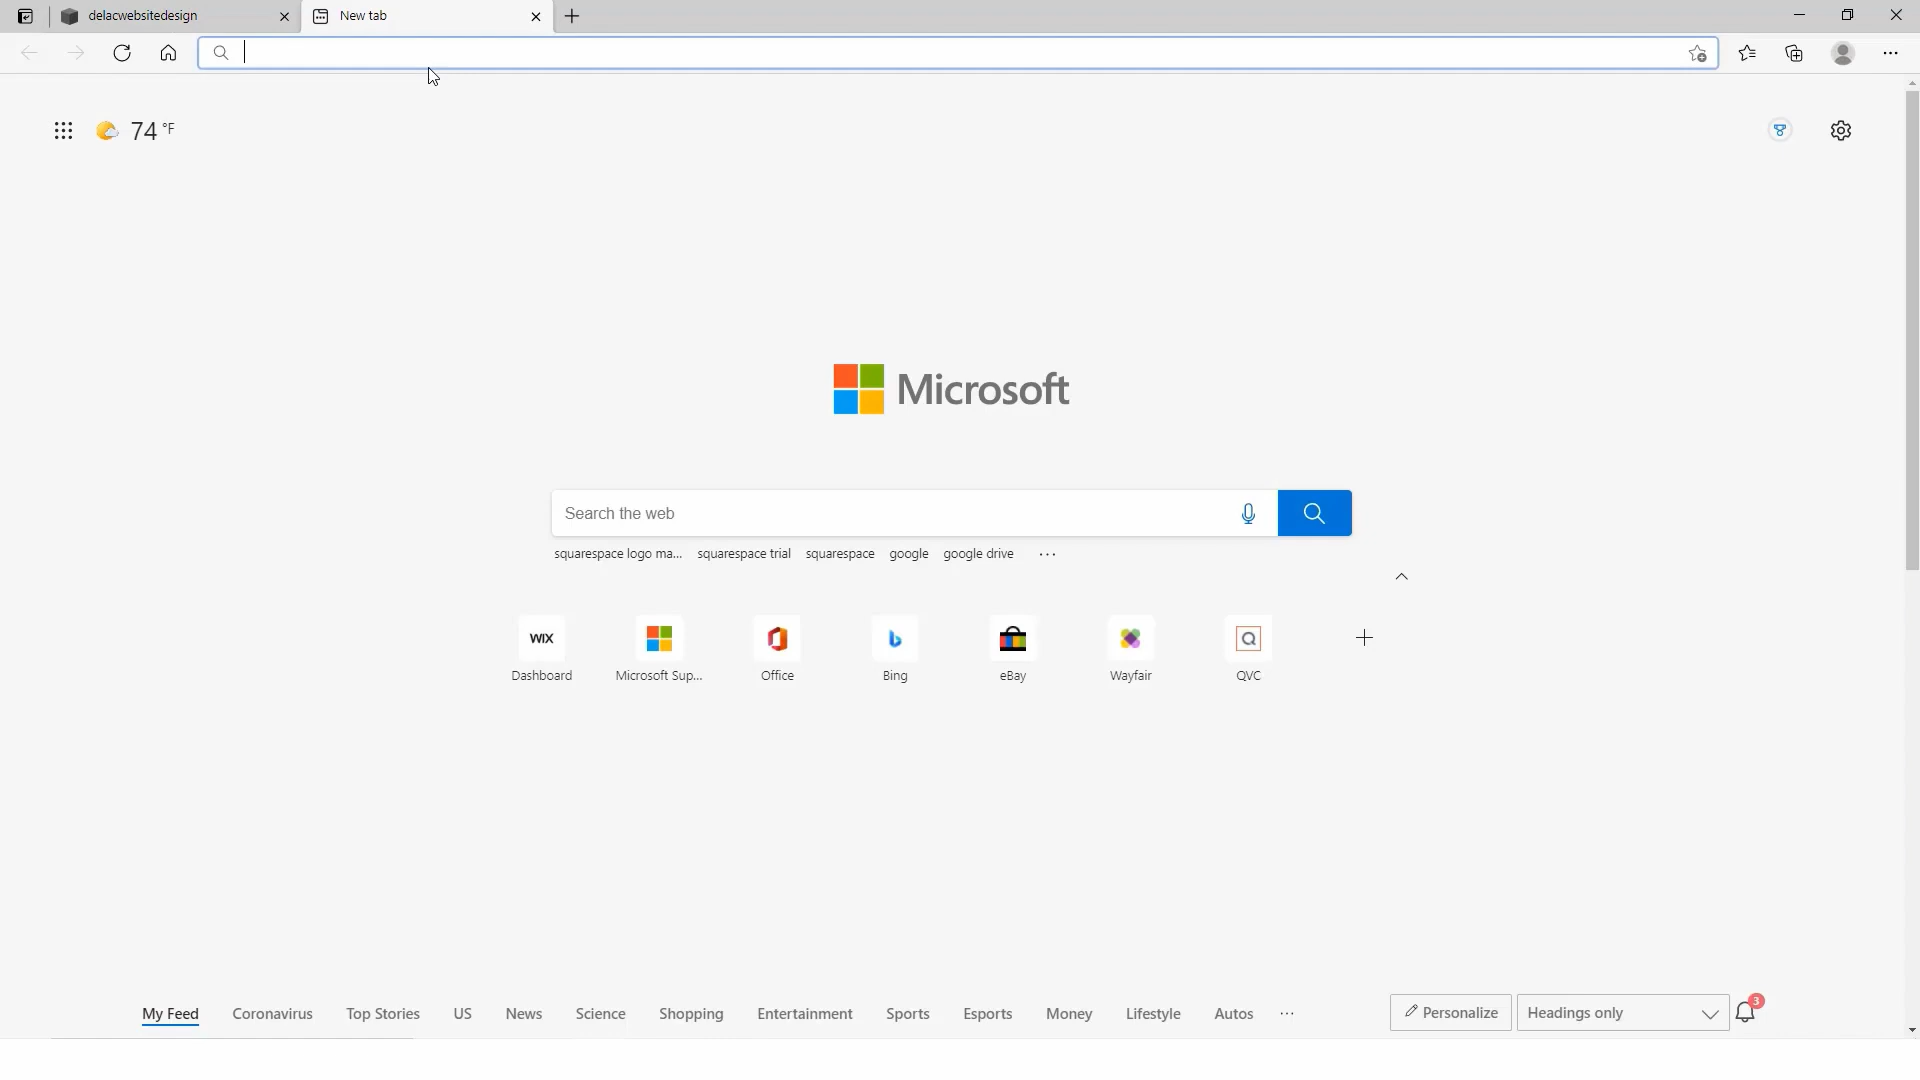 delacwebsitedesign
New tab
74 °F
Microsoft
Search the web
squarespace logo ma... squarespace trial squarespace google google drive ...
WIX
Dashboard Microsoft Sup... Office Bing eBay Wayfair QVC
My Feed Coronavirus Top Stories US News Science Shopping Entertainment Sports Esports Money Lifestyle Autos ... Personalize Headings only 3